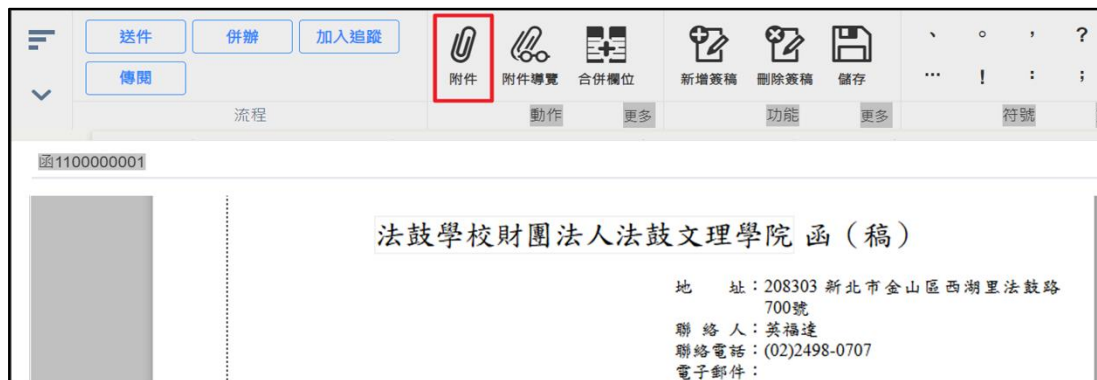 送件 併辦 加入追蹤
傳閱
附件 附件導覽 合併欄位
新增簽稿 刪除簽稿 儲存
、 。 , ?
… ! : ;
流程 動作 更多 功能 更多 符號
函1100000001
法鼓學校財團法人法鼓文理學院 函(稿)
地 址:208303 新北市金山區西湖里法鼓路
700號
聯 絡 人:英福達
聯絡電話:(02)2498-0707
電子郵件: